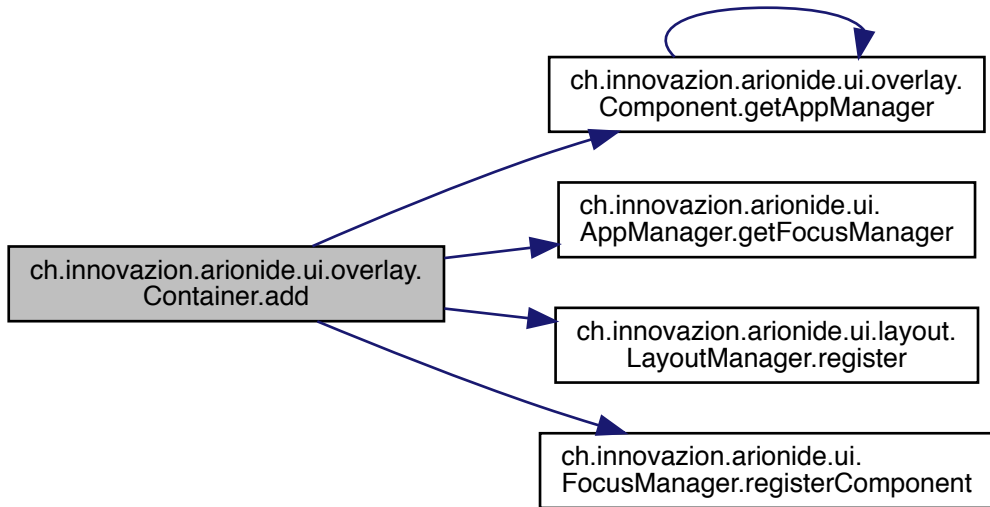 ch.innovazion.arionide.ui.overlay.
Container.add
ch.innovazion.arionide.ui.overlay.
Component.getAppManager
ch.innovazion.arionide.ui.
AppManager.getFocusManager
ch.innovazion.arionide.ui.layout.
LayoutManager.register
ch.innovazion.arionide.ui.
FocusManager.registerComponent